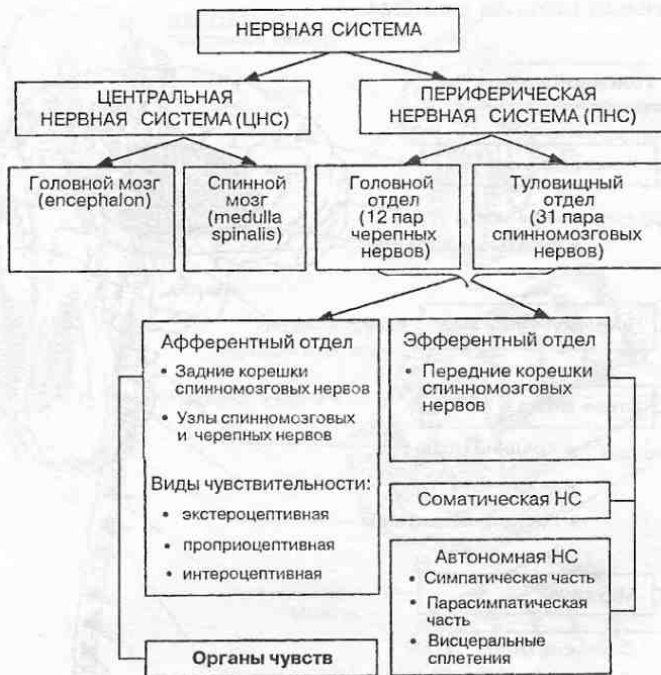 НЕРВНАЯ СИСТЕМА
ЦЕНТРАЛЬНАЯ
НЕРВНАЯ СИСТЕМА (ЦНС)
ПЕРИФЕРИЧЕСКАЯ
НЕРВНАЯ СИСТЕМА (ПНС)
Головной мозг
(encephalon)
Спинной
мозг
(medulla
spinalis)
Головной
отдел
(12 пар
черепных
нервов)
Туловищный
отдел
(31 пара
спинномозговых
нервов)
Афферентный отдел
• Задние корешки
спинномозговых нервов
• Узлы спинномозговых
и черепных нервов
Виды чувствительности:
• экстероцептивная
• проприоцептивная
• интероцептивная
Органы чувств
Эфферентный отдел
• Передние корешки
спинномозговых
нервов
Соматическая НС
Автономная НС
• Симпатическая часть
• Парасимпатическая
часть
• Висцеральные
сплетения